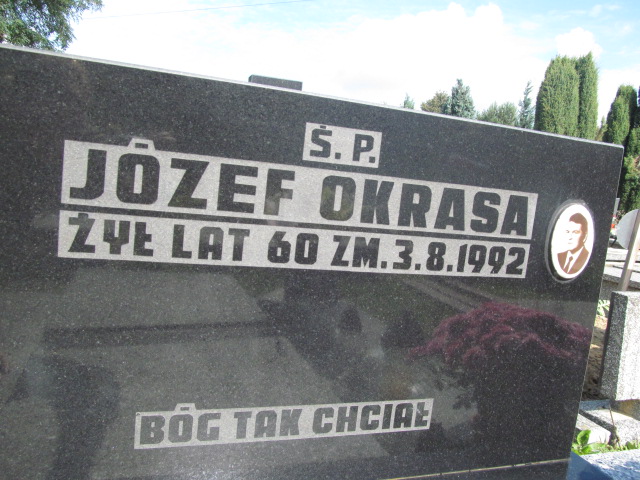 Ś. P.
JÓZEF OKRASA
ŻYŁ LAT 60 ZM. 3.8.1992
BÓG TAK CHCIAŁ